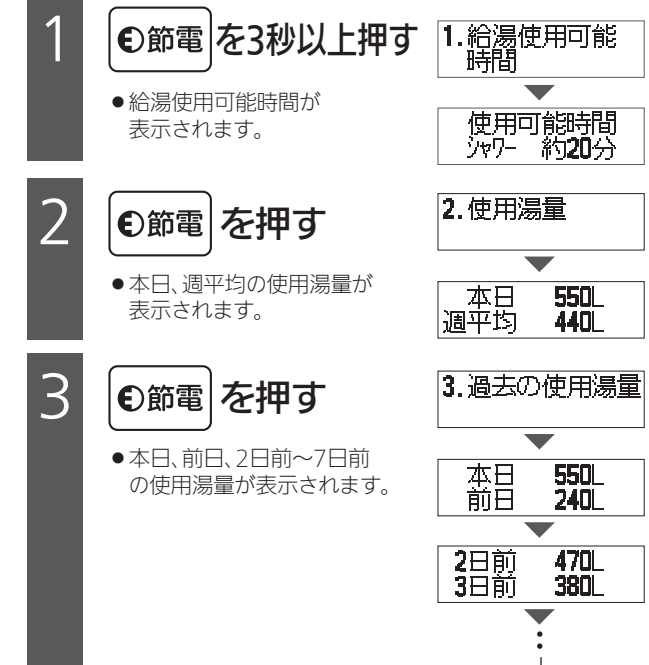 1
節電 を3秒以上押す
●給湯使用可能時間が
表示されます。
1.給湯使用可能
時間
使用可能時間
シャワー 約20分
2
節電 を押す
●本日、週平均の使用湯量が
表示されます。
2.使用湯量
本日 550L
週平均 440L
3
節電 を押す
●本日、前日、2日前～7日前
の使用湯量が表示されます。
3.過去の使用湯量
本日 550L
前日 240L
2日前 470L
3日前 380L